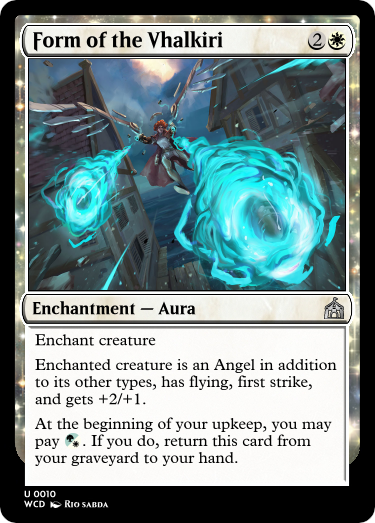 Form of the Vhalkiri 2
Enchantment — Aura
Enchant creature
Enchanted creature is an Angel in addition
to its other types, has flying, first strike,
and gets +2/+1.
At the beginning of your upkeep, you may
pay . If you do, return this card from
your graveyard to your hand.
U 0010
WCD Rio sabda